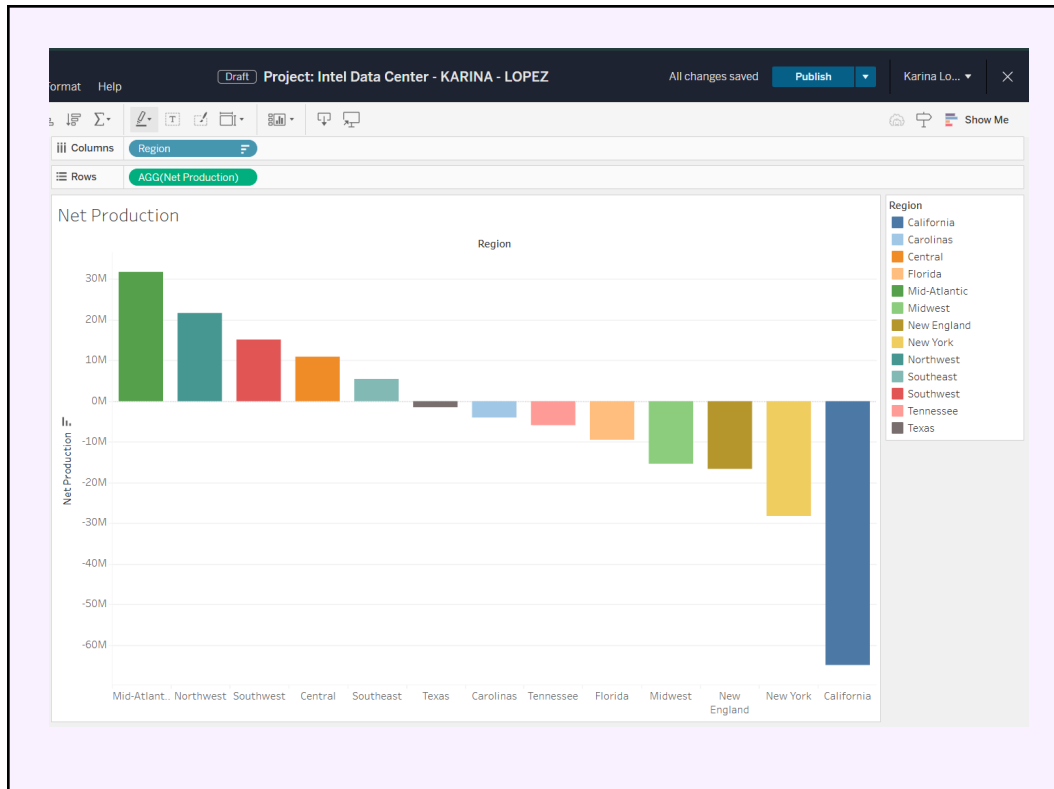 Format Help
Draft Project: Intel Data Center - KARINA - LOPEZ
All changes saved
Publish
Karina Lo...
Show Me
Columns Region
Rows AGG(Net Production)
Net Production
Region
30M
20M
10M
0M
-10M
-20M
-30M
-40M
-50M
-60M
Net Production
Mid-Atlant.. Northwest Southwest Central Southeast Texas Carolinas Tennessee Florida Midwest New England New York California
Region
California
Carolinas
Central
Florida
Mid-Atlantic
Midwest
New England
New York
Northwest
Southeast
Southwest
Tennessee
Texas